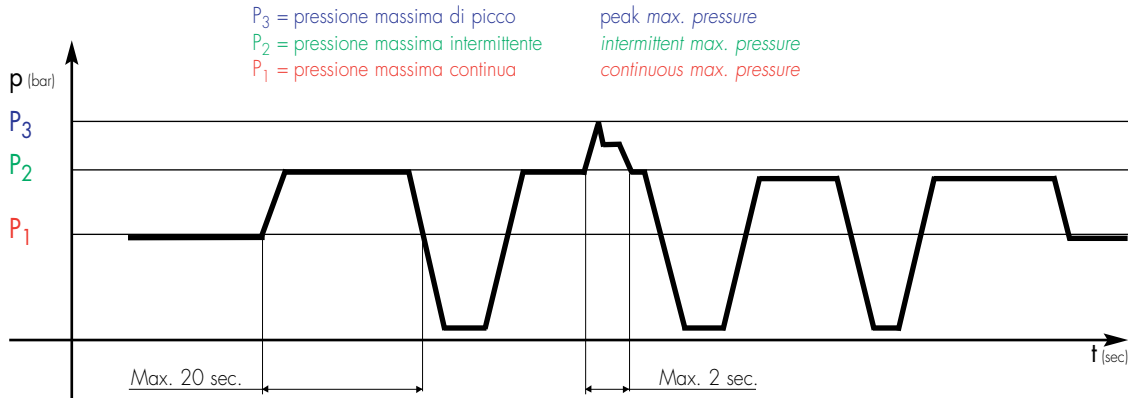 P3 = pressione massima di picco peak max. pressure
P2 = pressione massima intermittente intermittent max. pressure
P1 = pressione massima continua continuous max. pressure
p (bar)
P3
P2
P1
t (sec)
Max. 20 sec. Max. 2 sec.